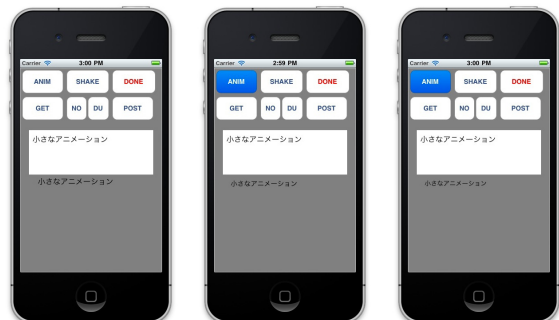 Carrier 3:00 PM
ANIM SHAKE DONE
GET NO DU POST
小さなアニメーション
小さなアニメーション
Carrier 2:59 PM
ANIM SHAKE DONE
GET NO DU POST
小さなアニメーション
小さなアニメーション
Carrier 3:00 PM
ANIM SHAKE DONE
GET NO DU POST
小さなアニメーション
小さなアニメーション